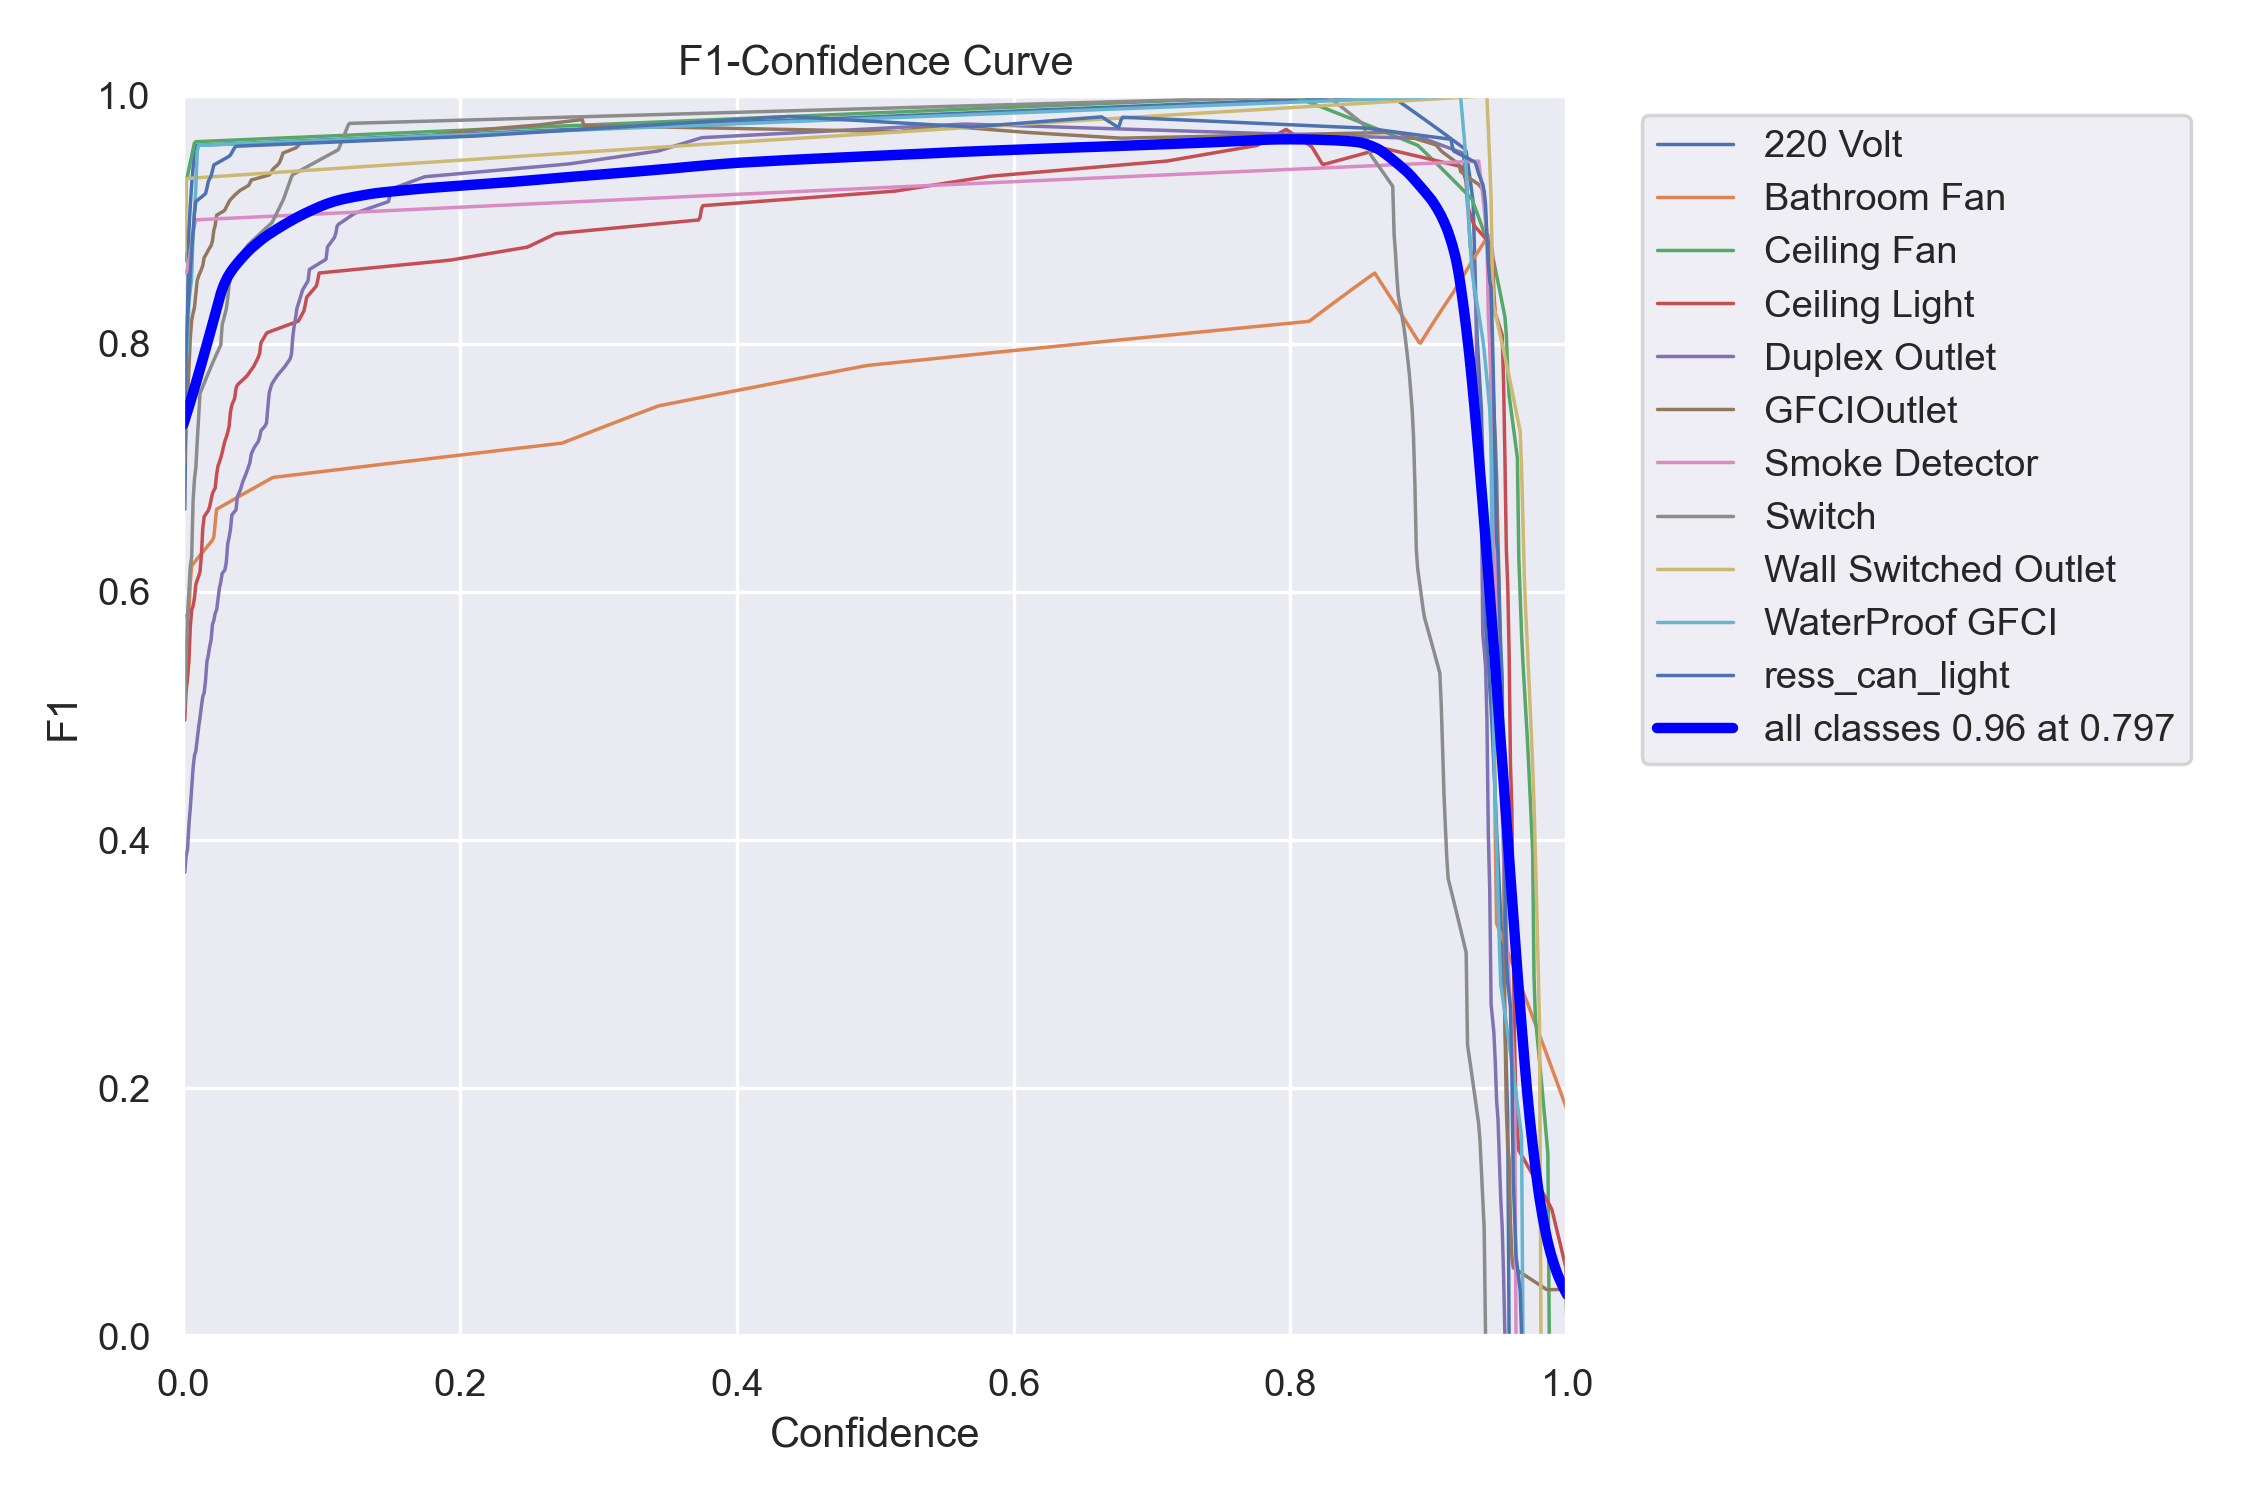 F1-Confidence Curve
1.0
0.8
0.6
0.4
0.2
0.0
F1
0.0 0.2 0.4 0.6 0.8 1.0
Confidence
220 Volt
Bathroom Fan
Ceiling Fan
Ceiling Light
Duplex Outlet
GFCIOutlet
Smoke Detector
Switch
Wall Switched Outlet
WaterProof GFCI
ress_can_light
all classes 0.96 at 0.797